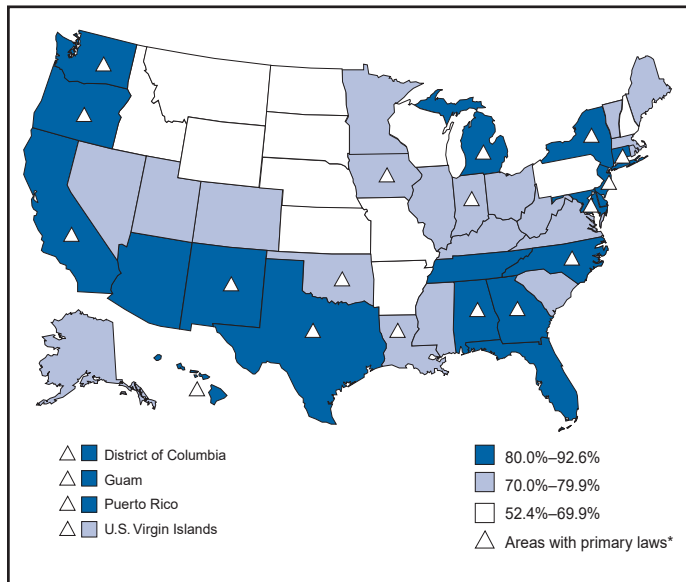 District of Columbia
Guam
Puerto Rico
U.S. Virgin Islands
80.0%–92.6%
70.0%–79.9%
52.4%–69.9%
Areas with primary laws*